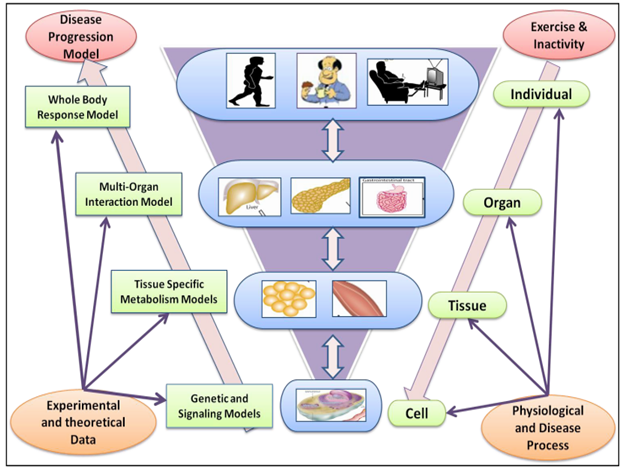 Disease
Progression
Model
Exercise &
Inactivity
Whole Body
Response Model
Individual
Multi-Organ
Interaction Model
Liver
Gastrointestinal tract
Organ
Tissue Specific
Metabolism Models
Tissue
Experimental
and theoretical
Data
Genetic and
Signaling Models
Cell
Physiological
and Disease
Process